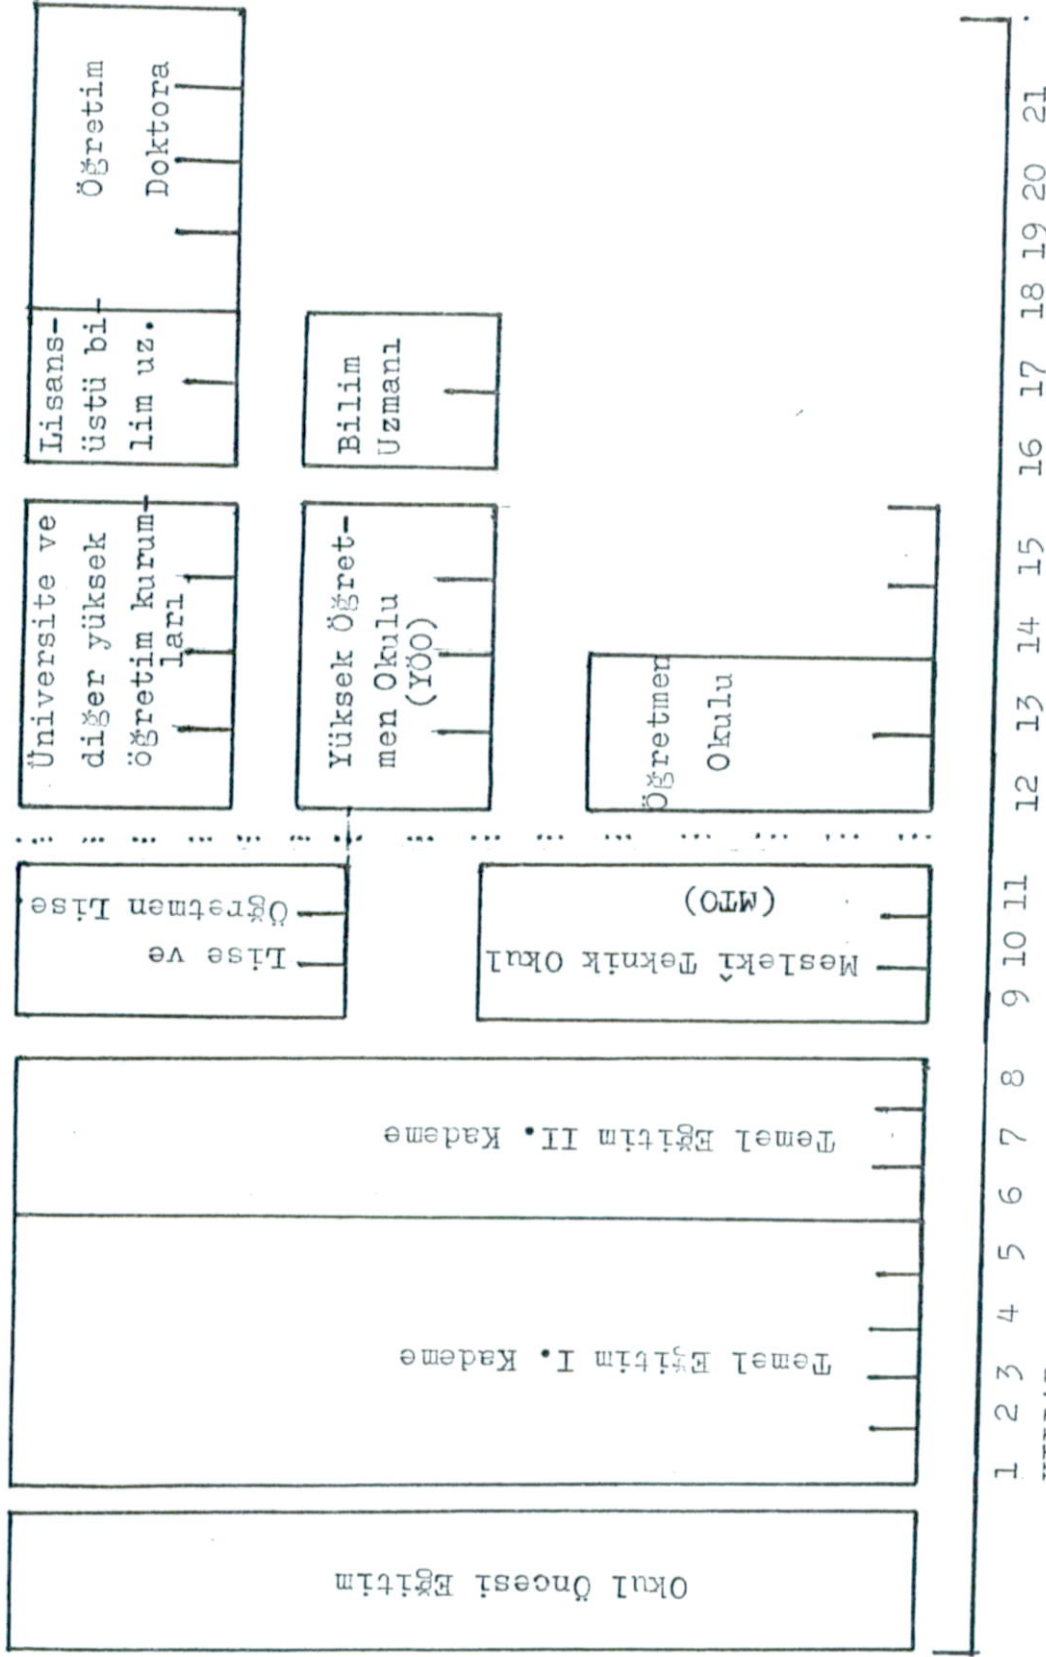 Lisans-
üstü bi-
lim uz.
Öğretim
Doktora
Üniversite ve
diğer yüksek
öğretim kurum-
ları
Yüksek Öğret-
men Okulu
(YÖO)
Bilim
Uzmanı
Öğretmen
Okulu
Lise ve
Öğretmen Lise
Meslekî Teknik Okul
(MTO)
Temel Eğitim II. Kademe
Temel Eğitim I. Kademe
Okul Öncesi Eğitim
1 2 3 4 5 6 7 8 9 10 11 12 13 14 15 16 17 18 19 20 21